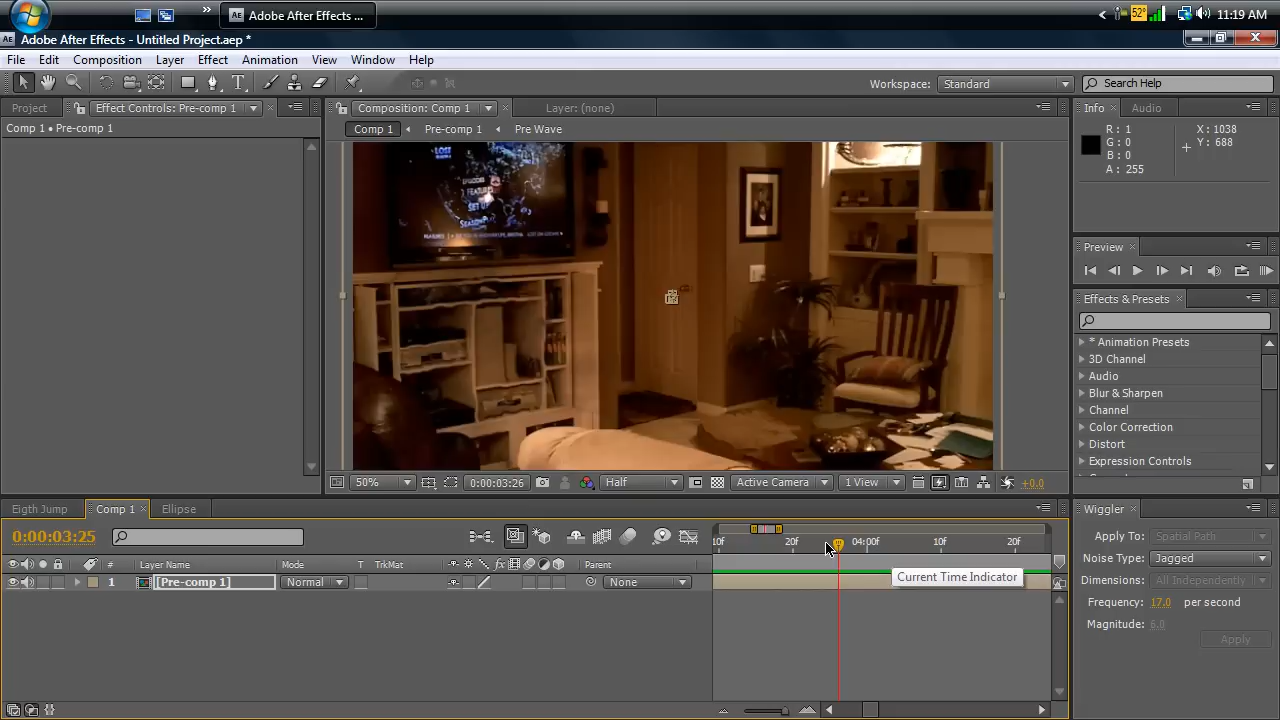 Adobe After Effects ...
52°
11:19 AM
Adobe After Effects - Untitled Project.aep *
File Edit Composition Layer Effect Animation View Window Help
Workspace: Standard
Search Help
Project
Effect Controls: Pre-comp 1
Composition: Comp 1
Layer: (none)
Info
Audio
Comp 1 • Pre-comp 1
Comp 1
Pre-comp 1
Pre Wave
R : 1
G : 0
B : 0
A : 255
X : 1038
Y : 688
LOST
EPISODES
FEATURES
SET UP
Preview
Effects & Presets
* Animation Presets
3D Channel
Audio
Blur & Sharpen
Channel
Color Correction
Distort
Expression Controls
50%
0:00:03:26
Half
Active Camera
1 View
+0.0
Eigth Jump
Comp 1
Ellipse
0:00:03:25
Layer Name
Mode
T
TrkMat
Parent
1
[Pre-comp 1]
Normal
None
10f
20f
04:00f
10f
20f
Current Time Indicator
Wiggler
Apply To: Spatial Path
Noise Type: Jagged
Dimensions: All Independently
Frequency: 17.0 per second
Magnitude: 6.0
Apply